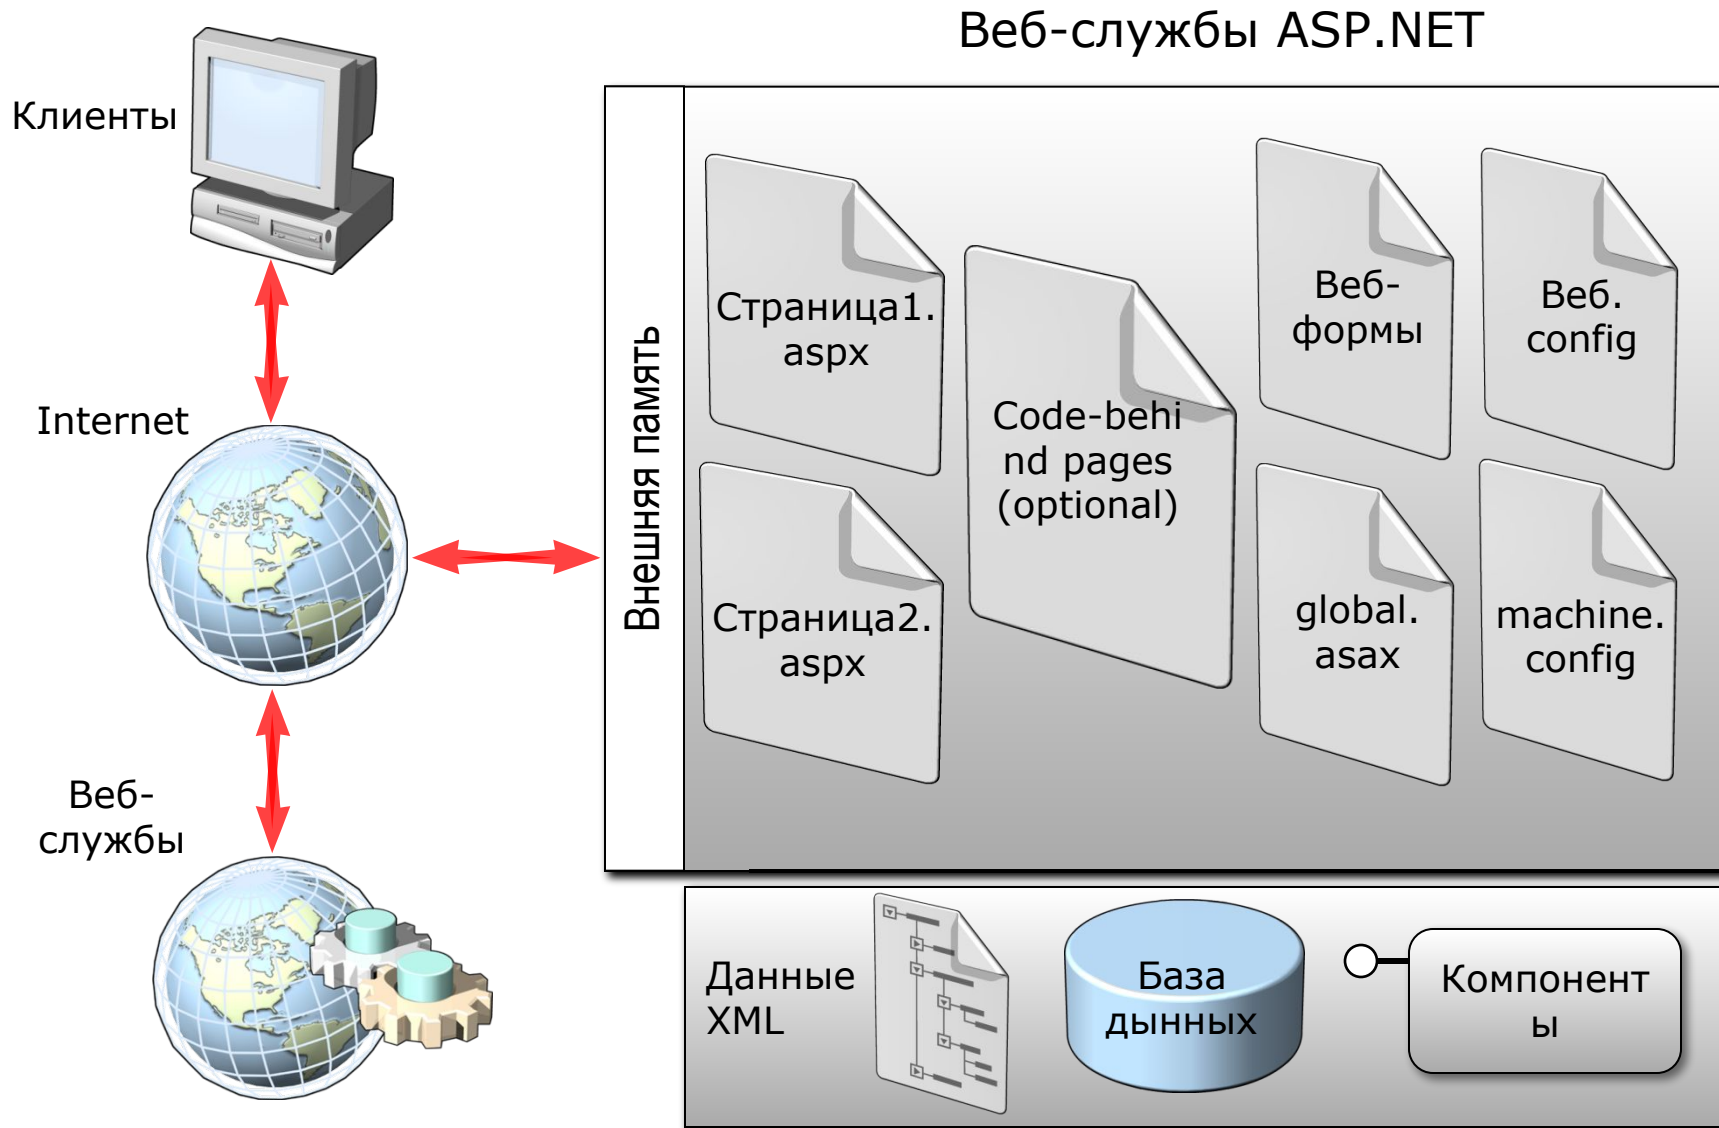 Веб-службы ASP.NET
Клиенты
Internet
Веб-
службы
Внешняя память
Страница1.
aspx
Страница2.
aspx
Code-behi
nd pages
(optional)
Веб-
формы
Веб.
config
global.
asax
machine.
config
Данные
XML
База
дынных
Компонент
ы